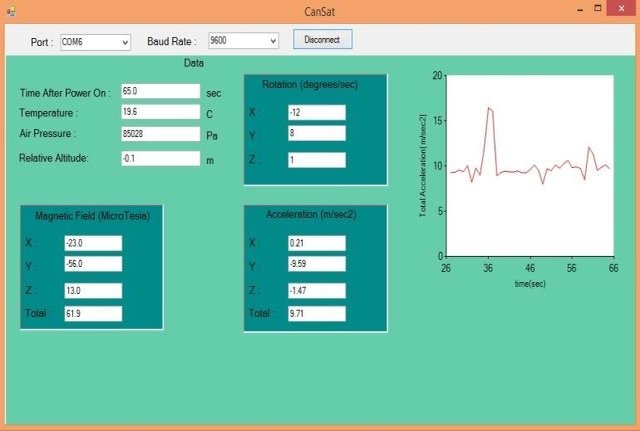 CanSat
Port : COM6 Baud Rate : 9600 Disconnect
Data
Time After Power On : 65.0 sec
Temperature : 19.6 C
Air Pressure : 85028 Pa
Relative Altitude: -0.1 m
Rotation (degrees/sec)
X : -12
Y : 8
Z : 1
Magnetic Field (MicroTesla)
X : -23.0
Y : -56.0
Z : 13.0
Total : 61.9
Acceleration (m/sec2)
X : 0.21
Y : -9.59
Z : -1.47
Total : 9.71
Total Acceleration( m/sec2)
20
15
10
5
0
26 36 46 56 66
time(sec)